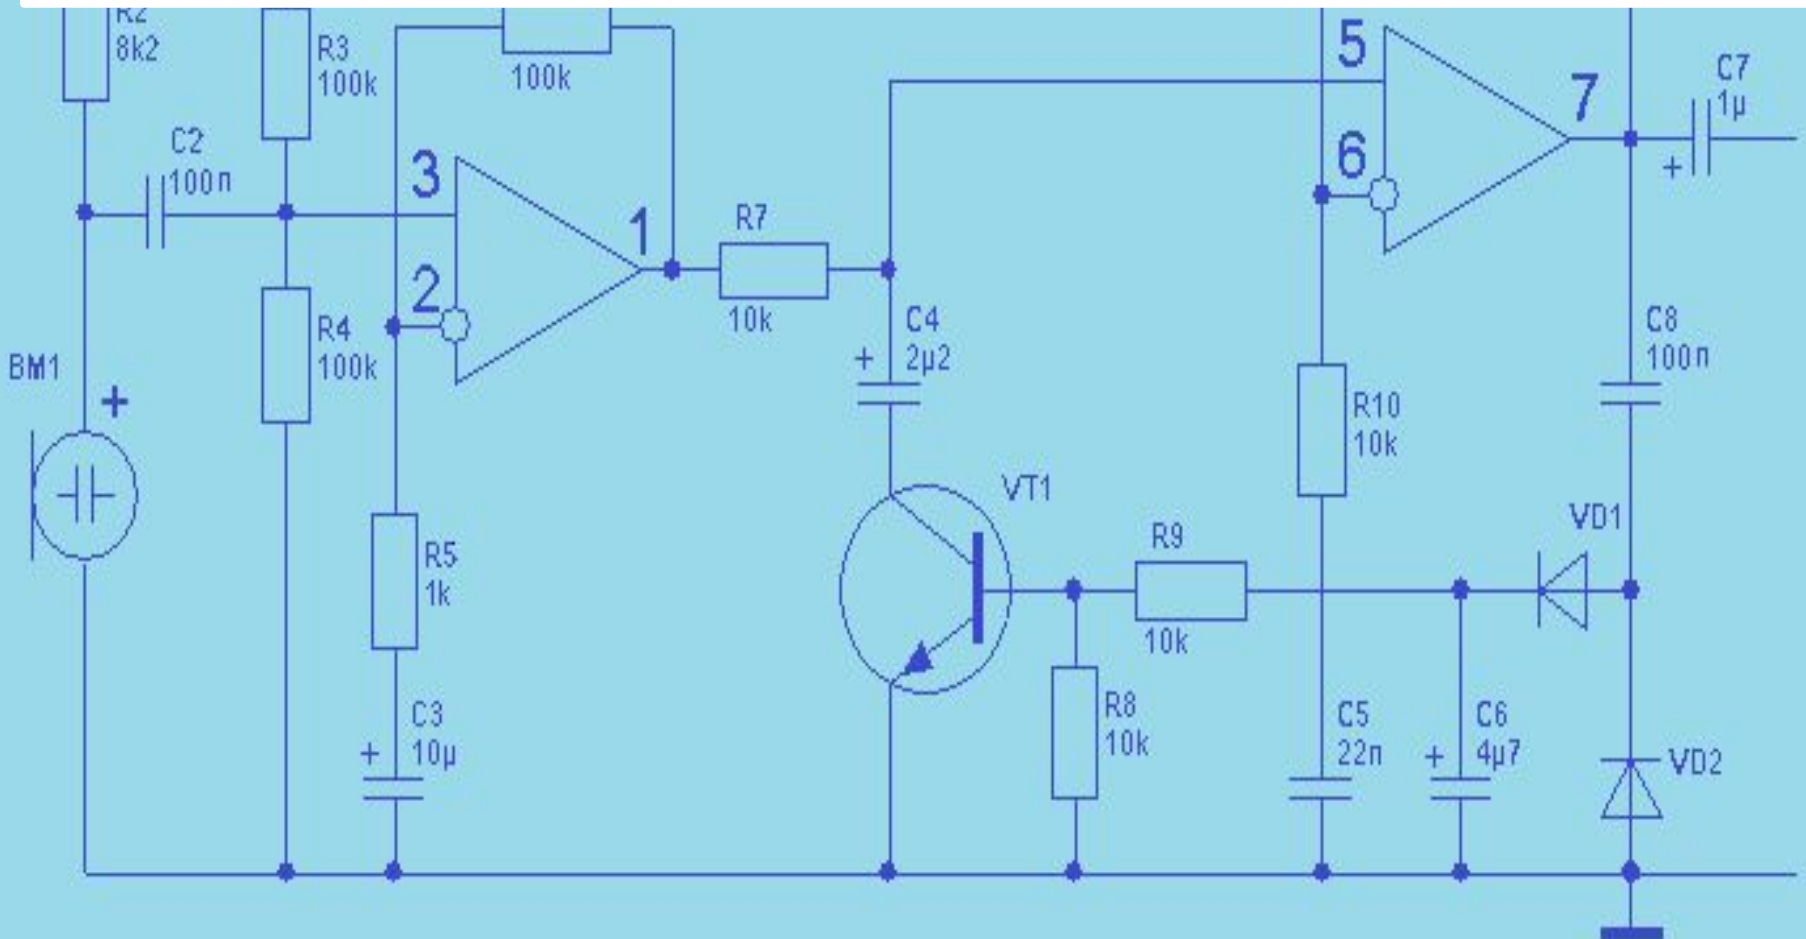 R2
8k2
R3
100k
100k
C2
100n
3
2
1
R4
100k
BM1
+
R5
1k
C3
+
10µ
R7
10k
C4
+
2µ2
VT1
R9
10k
R8
10k
5
6
7
C7
1µ
+
R10
10k
C8
100n
VD1
C5
22n
C6
+
4µ7
VD2